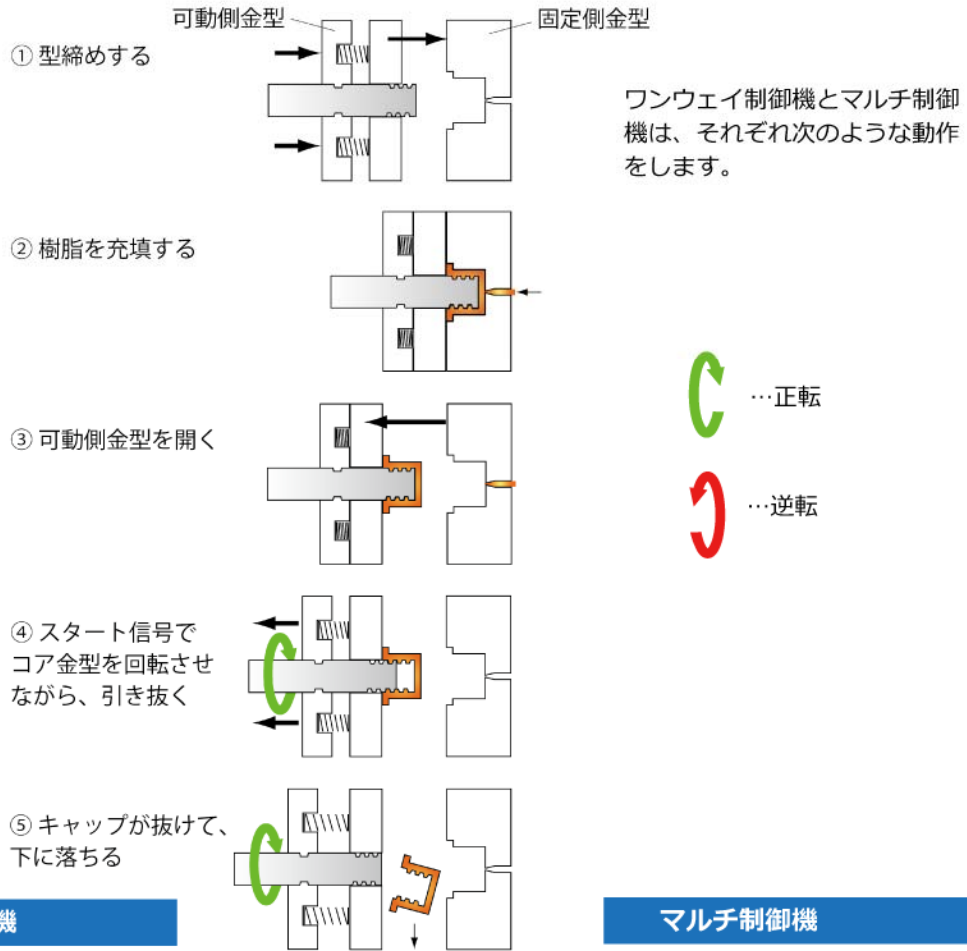 可動側金型
固定側金型
① 型締めする
ワンウェイ制御機とマルチ制御
機は、それぞれ次のような動作
をします。
② 樹脂を充填する
…正転
③ 可動側金型を開く
…逆転
④ スタート信号で
コア金型を回転させ
ながら、引き抜く
⑤ キャップが抜けて、
下に落ちる
機
マルチ制御機